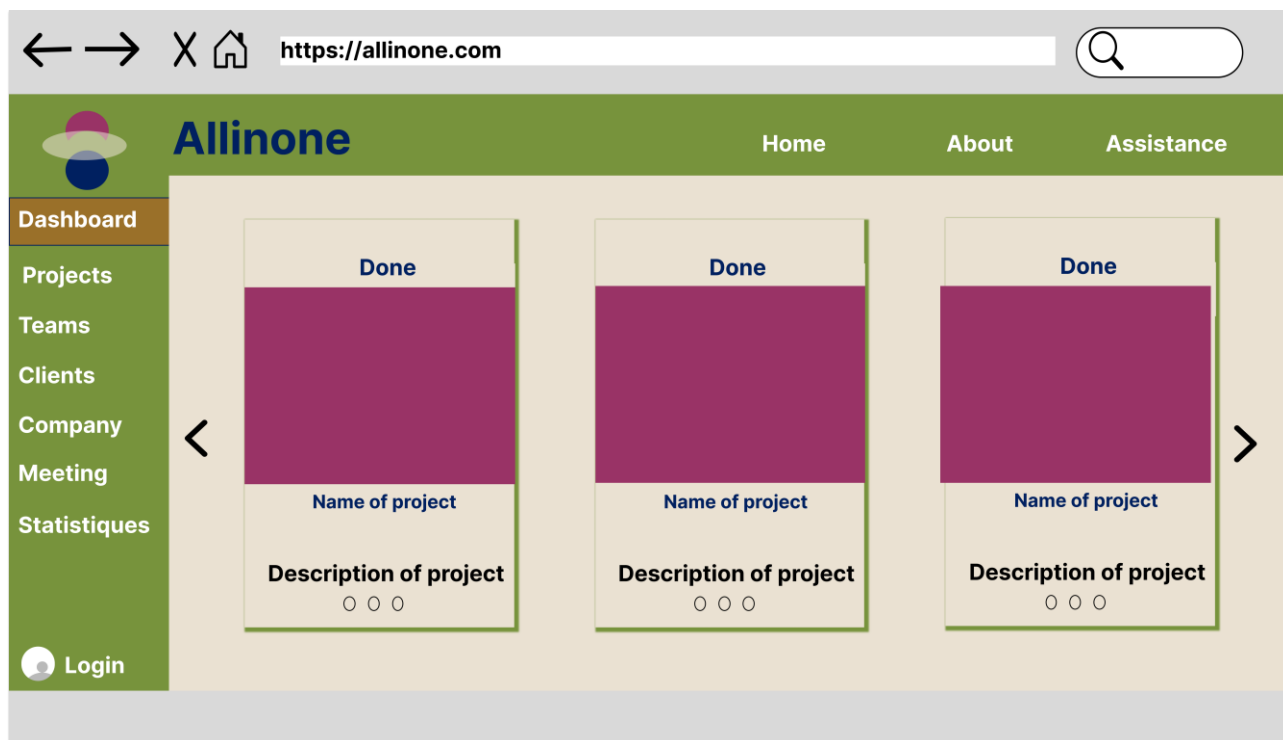 https://allinone.com
Allinone
Home
About
Assistance
Dashboard
Projects
Teams
Clients
Company
Meeting
Statistiques
Login
Done
Name of project
Description of project
Done
Name of project
Description of project
Done
Name of project
Description of project